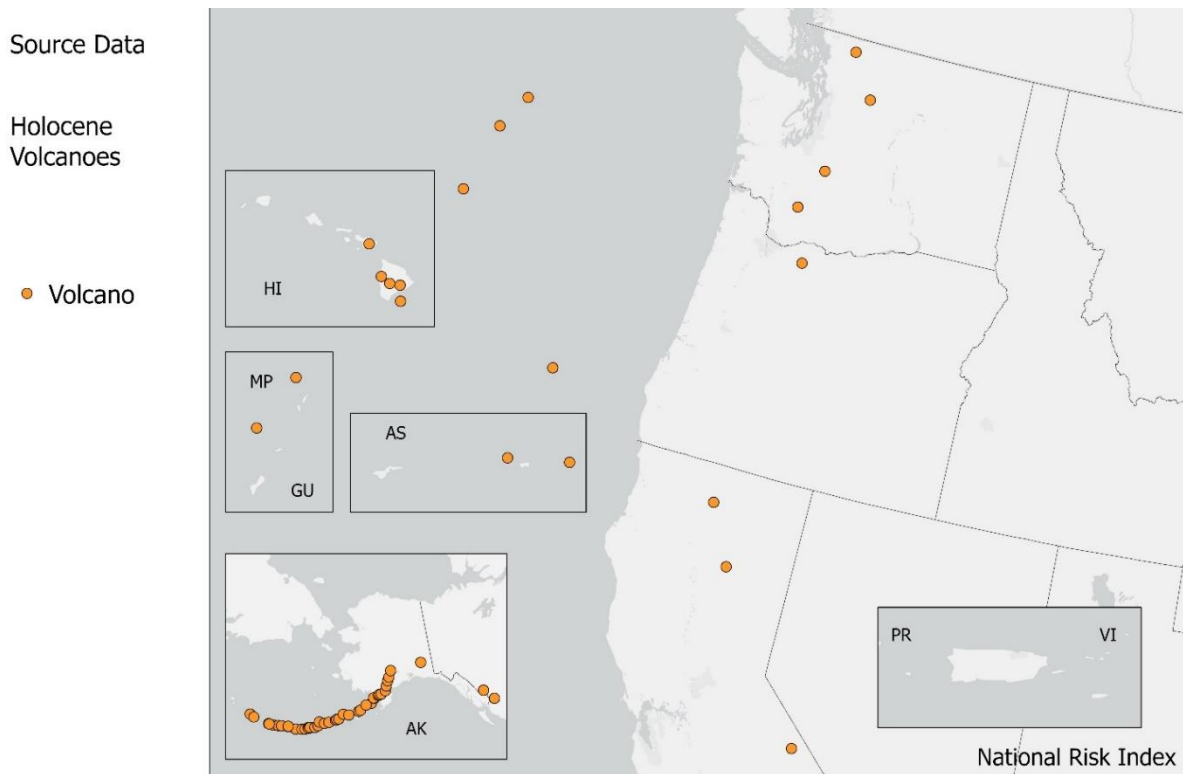 Source Data
Holocene
Volcanoes
Volcano
HI
MP
GU
AS
AK
PR
VI
National Risk Index